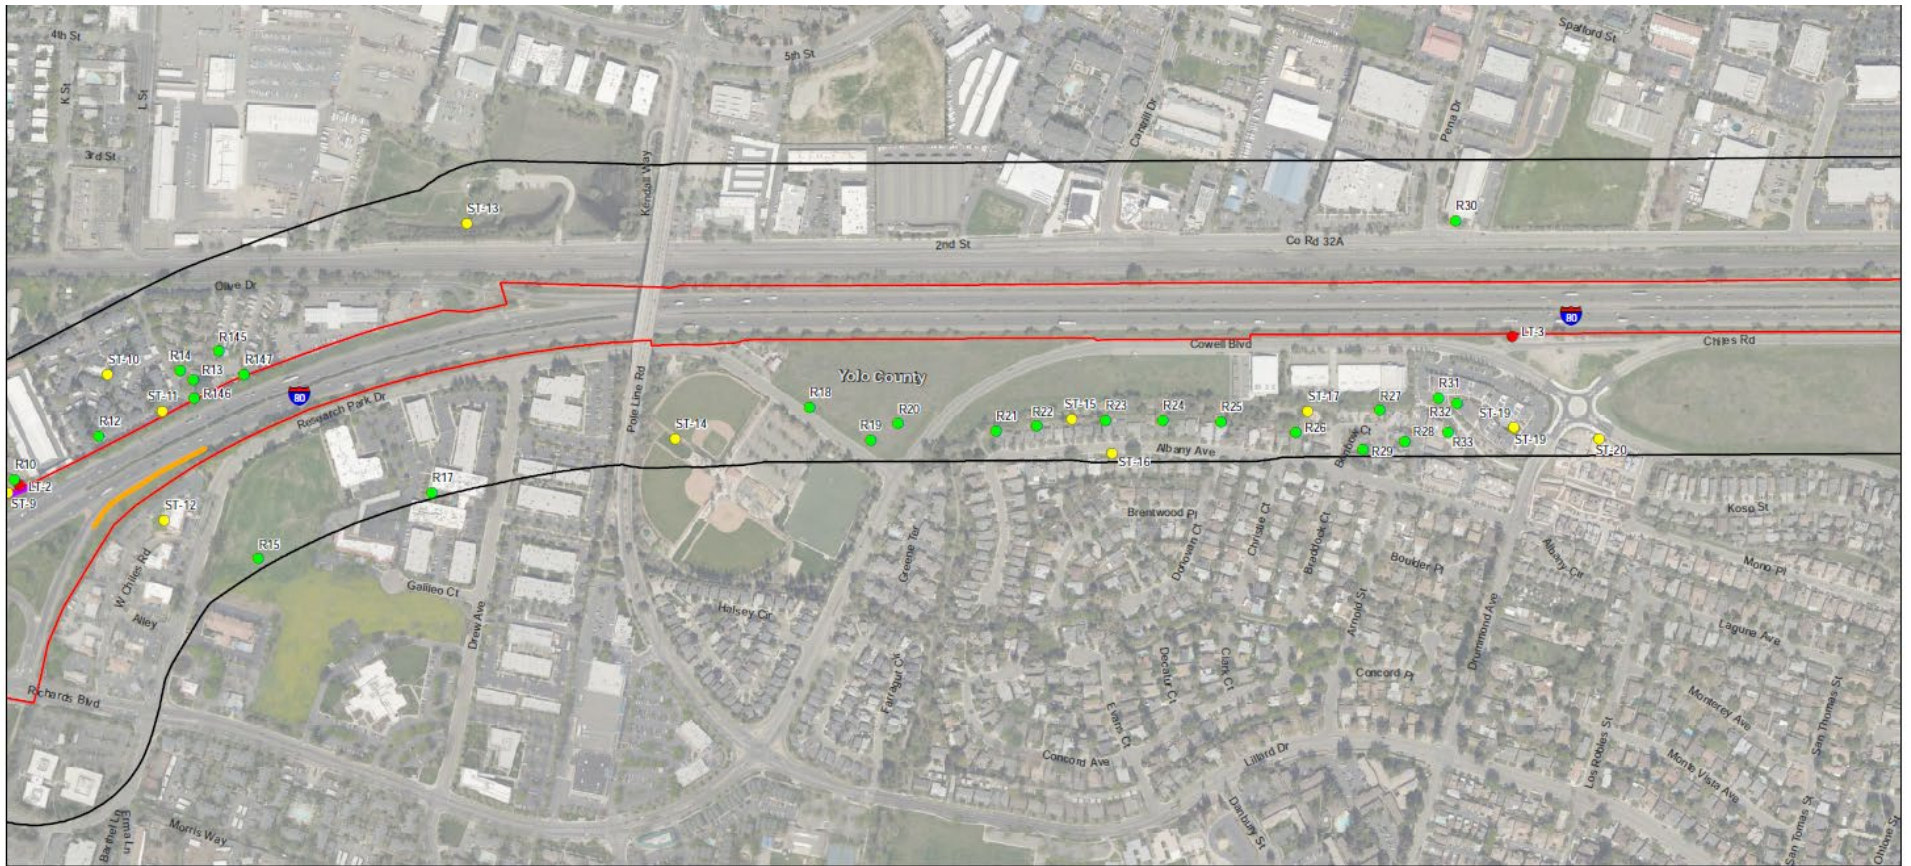 4th St
5th St
Spafford St
K St
L St
Cantrill Dr
Pena Dr
3rd St
Kendall Way
ST-13
R30
2nd St
Co Rd 32A
Olive Dr
80
LT-3
Chiles Rd
Cowell Blvd
R145
ST-10
R14
R147
R13
80
R146
ST-11
Research Park Dr
Yolo County
Pole Line Rd
R12
R18
R20
R19
ST-14
R21
R22
ST-15
R23
R24
R25
ST-17
R27
R31
R32
ST-19
R26
R28
R33
ST-19
R29
ST-20
Albany Ave
ST-16
R10
LT-2
ST-9
R17
ST-12
R15
W Chiles Rd
Alley
Galileo Ct
Drew Ave
Greene Ter
Halsey Cir
Farragut Cir
Brentwood Pl
Donovan Ct
Christie Ct
Braddock Ct
Boulder Pl
Albany Cir
Koso St
Mono Pl
Arnold St
Drummond Ave
Laguna Ave
Decatur Ct
Clark Ct
Concord Pl
Evans Ct
Richards Blvd
Monterey Ave
San Thomas St
Los Robles St
Concord Ave
Lillard Dr
Monte Vista Ave
Danbury St
San Tomas St
Ohlone St
Barthel Ln
Erma Ln
Morris Way